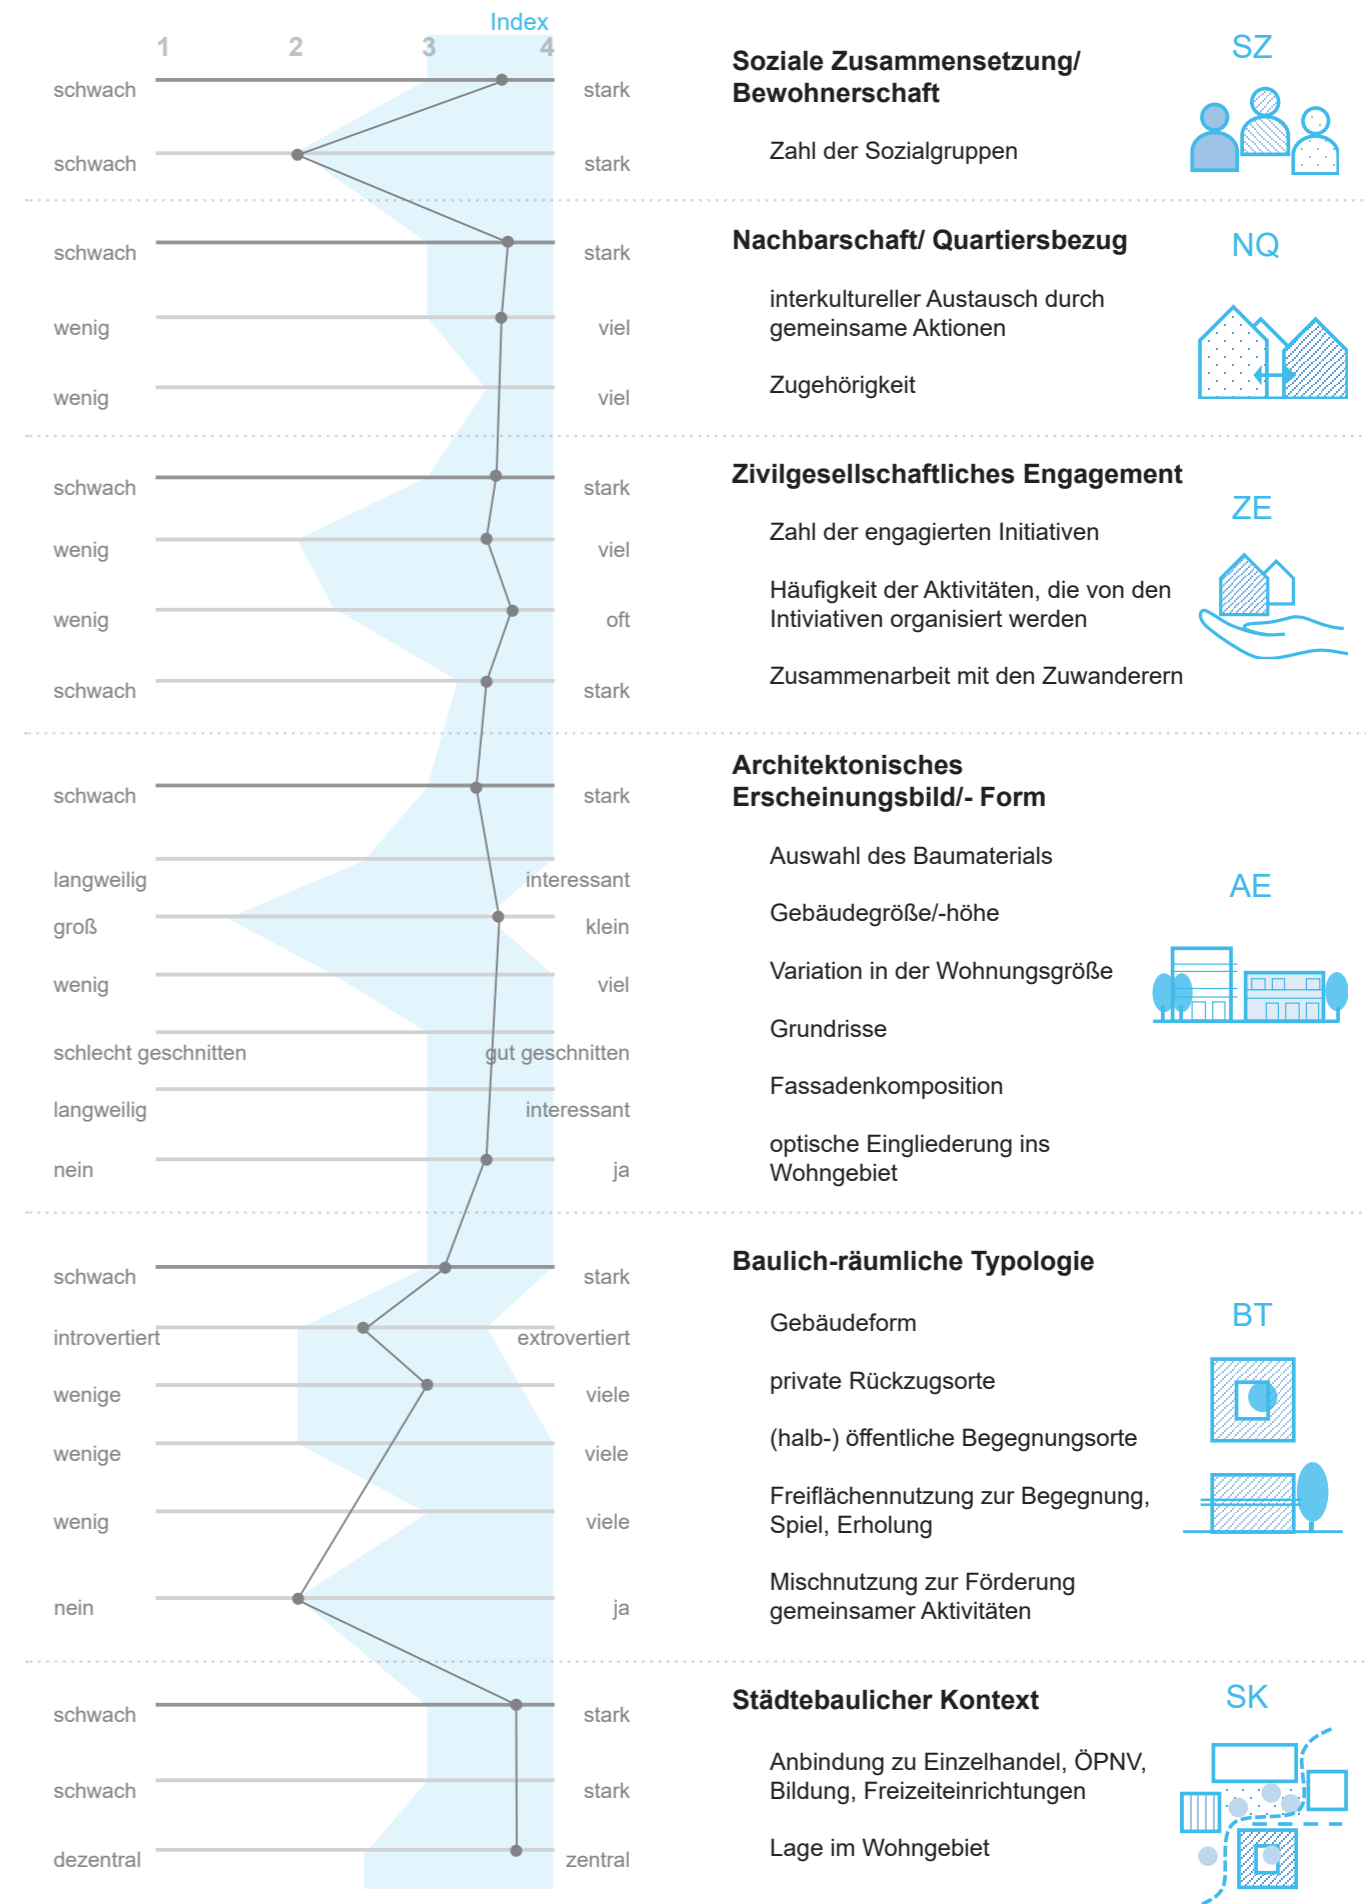 Index
1 2 3 4
schwach stark
Soziale Zusammensetzung/
Bewohnerschaft
SZ
schwach stark
Zahl der Sozialgruppen
schwach stark
Nachbarschaft/ Quartiersbezug
NQ
wenig viel
interkultureller Austausch durch
gemeinsame Aktionen
wenig viel
Zugehörigkeit
schwach stark
Zivilgesellschaftliches Engagement
ZE
wenig viel
Zahl der engagierten Initiativen
wenig oft
Häufigkeit der Aktivitäten, die von den
Intiviativen organisiert werden
schwach stark
Zusammenarbeit mit den Zuwanderern
schwach stark
Architektonisches
Erscheinungsbild/- Form
AE
langweilig interessant
Auswahl des Baumaterials
groß klein
Gebäudegröße/-höhe
wenig viel
Variation in der Wohnungsgröße
schlecht geschnitten gut geschnitten
Grundrisse
langweilig interessant
Fassadenkomposition
nein ja
optische Eingliederung ins
Wohngebiet
schwach stark
Baulich-räumliche Typologie
BT
introvertiert extrovertiert
Gebäudeform
wenige viele
private Rückzugsorte
wenige viele
(halb-) öffentliche Begegnungsorte
wenig viele
Freiflächennutzung zur Begegnung,
Spiel, Erholung
nein ja
Mischnutzung zur Förderung
gemeinsamer Aktivitäten
schwach stark
Städtebaulicher Kontext
SK
schwach stark
Anbindung zu Einzelhandel, ÖPNV,
Bildung, Freizeiteinrichtungen
dezentral zentral
Lage im Wohngebiet